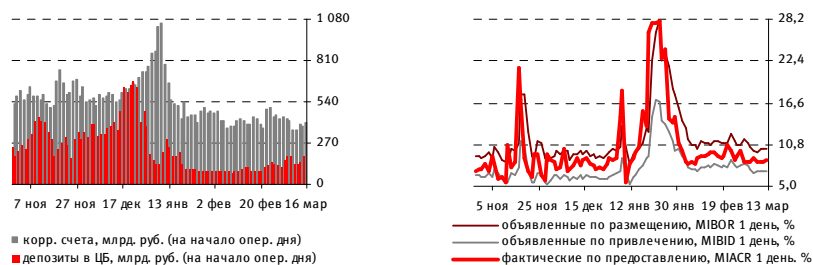 1 080
810
540
270
0
7 ноя 27 ноя 17 дек 13 янв 2 фев 20 фев 16 мар
корр. счета, млрд. руб. (на начало опер. дня)
депозиты в ЦБ, млрд. руб. (на начало опер. дня)
28,2
22,4
16,6
10,8
5,0
5 ноя 25 ноя 15 дек 12 янв 30 янв 19 фев 13 мар
объявленные по размещению, MIBOR 1 день, %
объявленные по привлечению, MIBID 1 день, %
фактические по предоставлению, MIACR 1 день. %